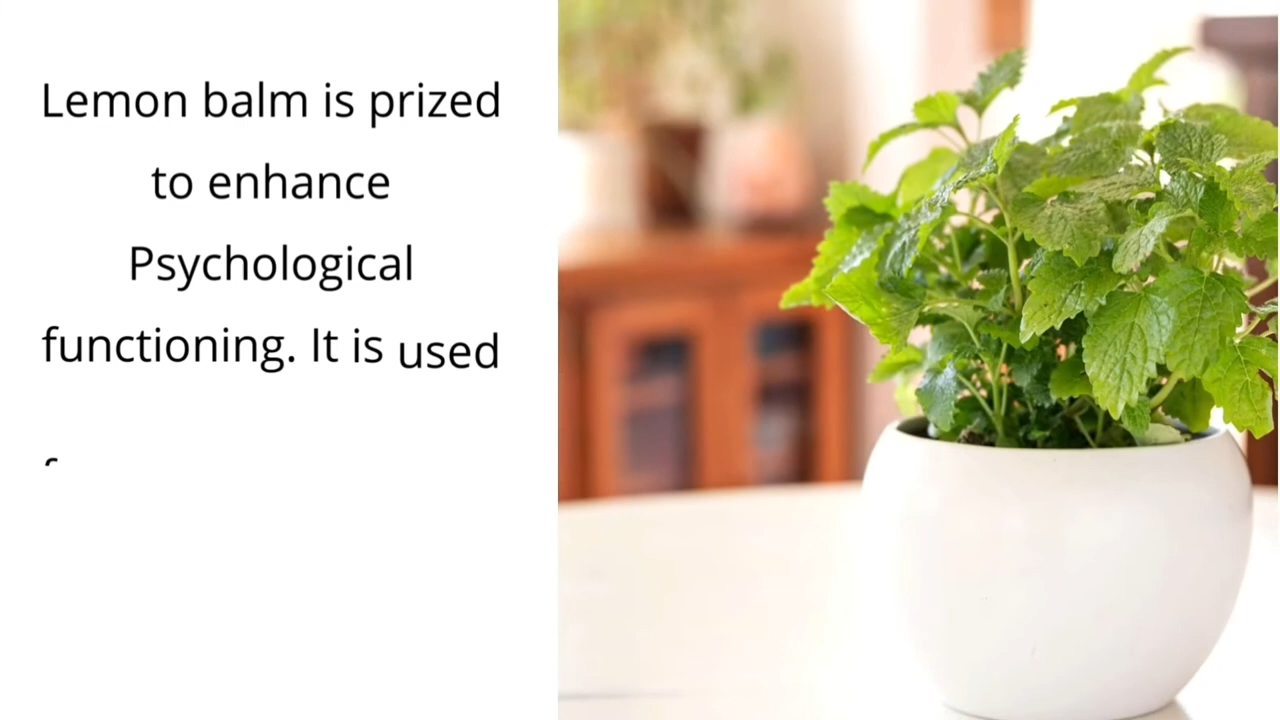 Lemon balm is prized
to enhance
Psychological
functioning. It is used